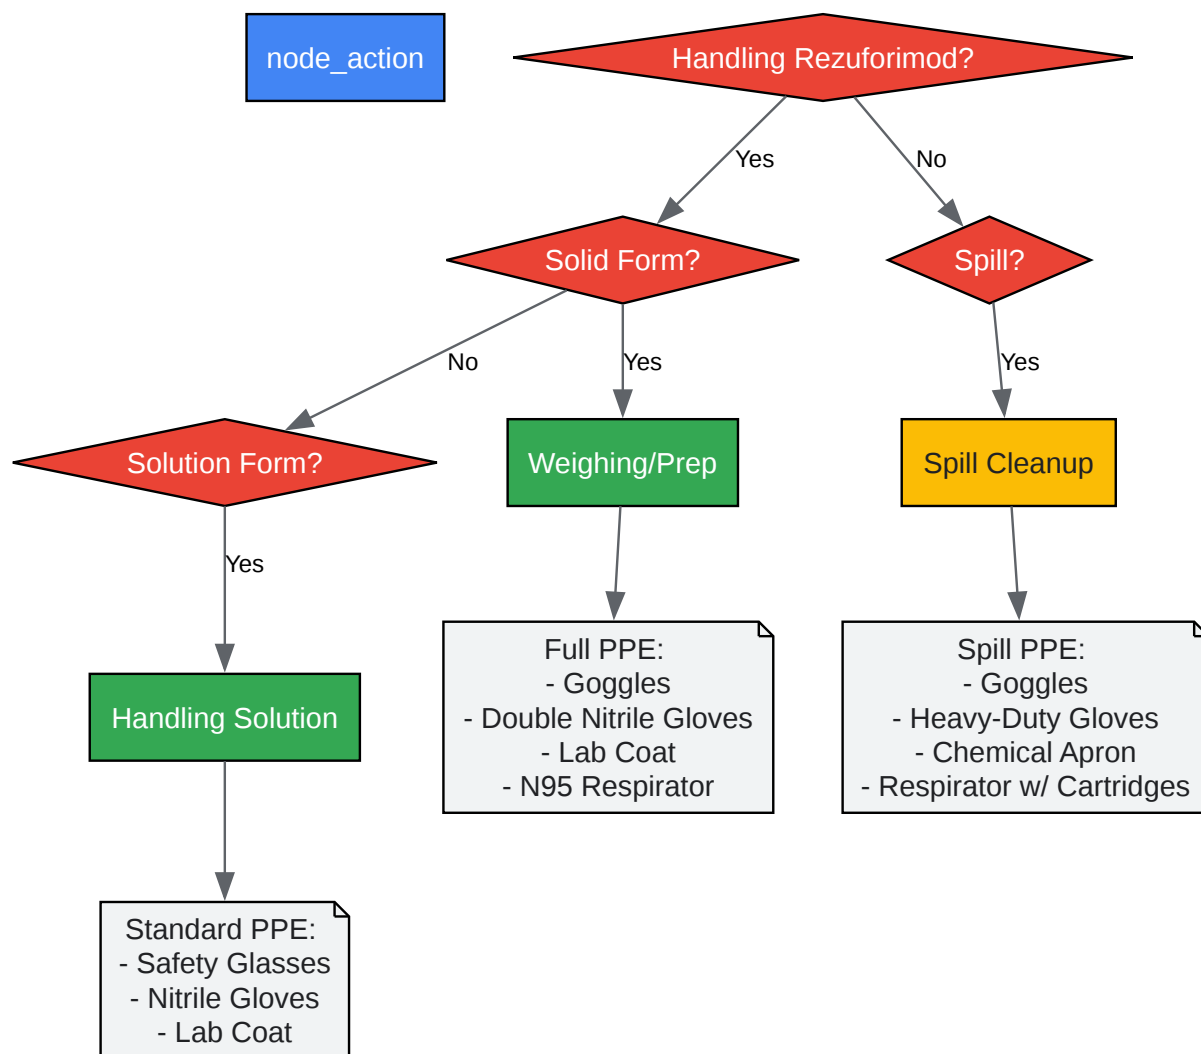 node_action
Handling Rezuforimod?
Yes
No
Solid Form?
Spill?
No
Yes
Yes
Solution Form?
Weighing/Prep
Spill Cleanup
Yes
Handling Solution
Full PPE:
- Goggles
- Double Nitrile Gloves
- Lab Coat
- N95 Respirator
Spill PPE:
- Goggles
- Heavy-Duty Gloves
- Chemical Apron
- Respirator w/ Cartridges
Standard PPE:
- Safety Glasses
- Nitrile Gloves
- Lab Coat